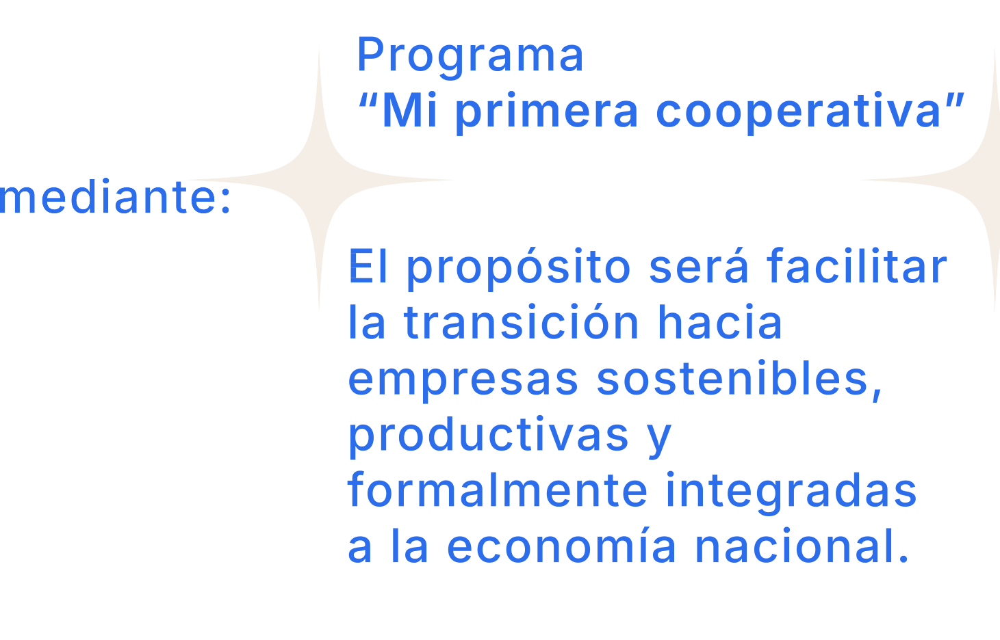 mediante:
Programa
“Mi primera cooperativa”
El propósito será facilitar
la transición hacia
empresas sostenibles,
productivas y
formalmente integradas
a la economía nacional.